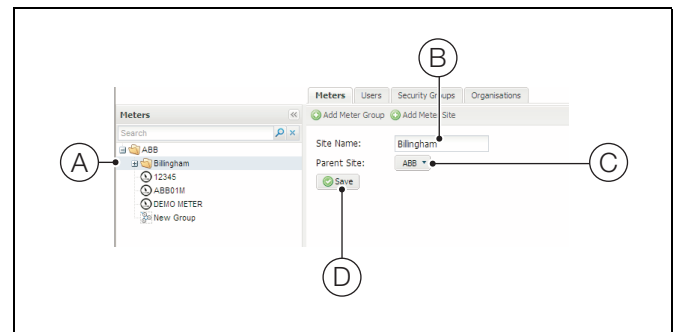 B
Meters Users Security Groups Organisations
Meters
Add Meter Group Add Meter Site
Search
Site Name: Billingham
ABB
A
Billingham
Parent Site: ABB
C
12345
Save
ABB01M
DEMO METER
New Group
D